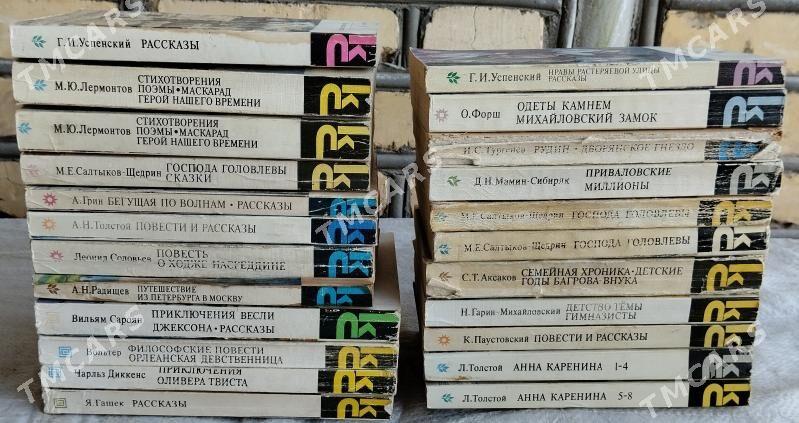 Г.И.Успенский РАССКАЗЫ
М.Ю.Лермонтов СТИХОТВОРЕНИЯ
ПОЭМЫ•МАСКАРАД
ГЕРОЙ НАШЕГО ВРЕМЕНИ
М.Ю.Лермонтов СТИХОТВОРЕНИЯ
ПОЭМЫ•МАСКАРАД
ГЕРОЙ НАШЕГО ВРЕМЕНИ
М.Е.Салтыков-Щедрин ГОСПОДА ГОЛОВЛЕВЫ
СКАЗКИ
А.Грин БЕГУЩАЯ ПО ВОЛНАМ • РАССКАЗЫ
А.Н.Толстой ПОВЕСТИ И РАССКАЗЫ
Леонид Соловьев ПОВЕСТЬ
О ХОДЖЕ НАСРЕДДИНЕ
А.Н.Радищев ПУТЕШЕСТВИЕ
ИЗ ПЕТЕРБУРГА В МОСКВУ
Вильям Сароян ПРИКЛЮЧЕНИЯ ВЕСЛИ
ДЖЕКСОНА•РАССКАЗЫ
Вольтер ФИЛОСОФСКИЕ ПОВЕСТИ
ОРЛЕАНСКАЯ ДЕВСТВЕННИЦА
Чарльз Диккенс ПРИКЛЮЧЕНИЯ
ОЛИВЕРА ТВИСТА
Я.Гашек РАССКАЗЫ
Г.И.Успенский НРАВЫ РАСТЕРЯЕВОЙ УЛИЦЫ
РАССКАЗЫ
О.Форш ОДЕТЫ КАМНЕМ
МИХАЙЛОВСКИЙ ЗАМОК
И.С.Тургенев РУДИН • ДВОРЯНСКОЕ ГНЕЗДО
Д.Н.Мамин-Сибиряк ПРИВАЛОВСКИЕ
МИЛЛИОНЫ
М.Е.Салтыков-Щедрин ГОСПОДА ГОЛОВЛЕВЫ
М.Е.Салтыков-Щедрин ГОСПОДА ГОЛОВЛЕВЫ
С.Т.Аксаков СЕМЕЙНАЯ ХРОНИКА•ДЕТСКИЕ
ГОДЫ БАГРОВА-ВНУКА
Н.Гарин-Михайловский ДЕТСТВО ТЕМЫ
ГИМНАЗИСТЫ
К.Паустовский ПОВЕСТИ И РАССКАЗЫ
Л.Толстой АННА КАРЕНИНА 1-4
Л.Толстой АННА КАРЕНИНА 5-8
TMCARS